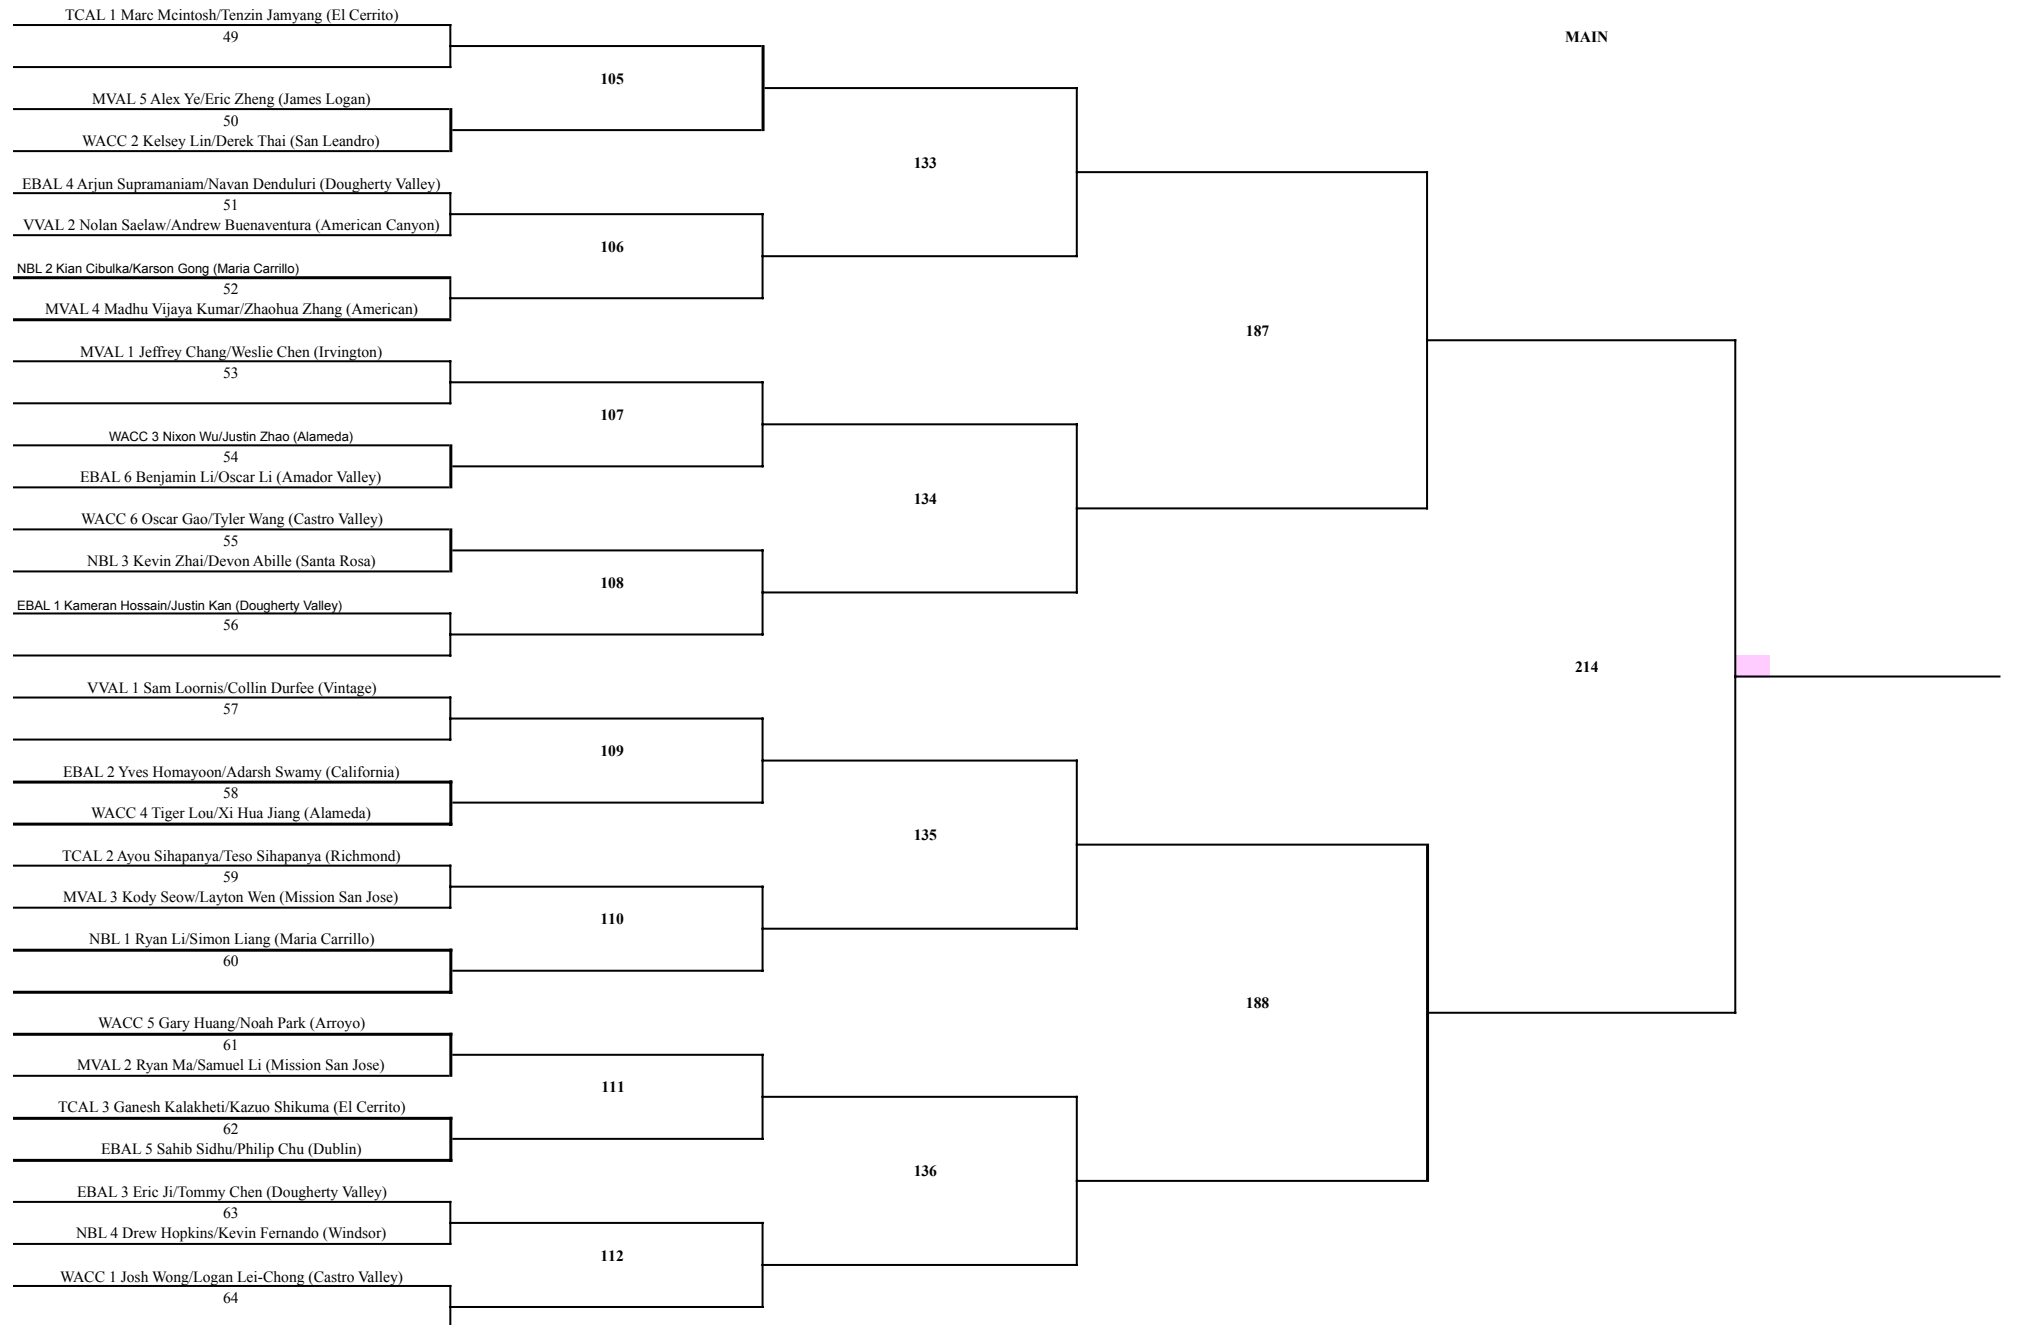 TCAL 1 Marc Mcintosh/Tenzin Jamyang (El Cerrito)
49
MAIN
105
MVAL 5 Alex Ye/Eric Zheng (James Logan)
50
WACC 2 Kelsey Lin/Derek Thai (San Leandro)
133
EBAL 4 Arjun Supramaniam/Navan Denduluri (Dougherty Valley)
51
VVAL 2 Nolan Saelaw/Andrew Buenaventura (American Canyon)
106
NBL 2 Kian Cibulka/Karson Gong (Maria Carrillo)
52
MVAL 4 Madhu Vijaya Kumar/Zhaohua Zhang (American)
187
MVAL 1 Jeffrey Chang/Weslie Chen (Irvington)
53
107
WACC 3 Nixon Wu/Justin Zhao (Alameda)
54
EBAL 6 Benjamin Li/Oscar Li (Amador Valley)
134
WACC 6 Oscar Gao/Tyler Wang (Castro Valley)
55
NBL 3 Kevin Zhai/Devon Abille (Santa Rosa)
108
EBAL 1 Kameran Hossain/Justin Kan (Dougherty Valley)
56
214
VVAL 1 Sam Loornis/Collin Durfee (Vintage)
57
109
EBAL 2 Yves Homayoon/Adarsh Swamy (California)
58
WACC 4 Tiger Lou/Xi Hua Jiang (Alameda)
135
TCAL 2 Ayou Sihapanya/Teso Sihapanya (Richmond)
59
MVAL 3 Kody Seow/Layton Wen (Mission San Jose)
110
NBL 1 Ryan Li/Simon Liang (Maria Carrillo)
60
188
WACC 5 Gary Huang/Noah Park (Arroyo)
61
MVAL 2 Ryan Ma/Samuel Li (Mission San Jose)
111
TCAL 3 Ganesh Kalakheti/Kazuo Shikuma (El Cerrito)
62
EBAL 5 Sahib Sidhu/Philip Chu (Dublin)
136
EBAL 3 Eric Ji/Tommy Chen (Dougherty Valley)
63
NBL 4 Drew Hopkins/Kevin Fernando (Windsor)
112
WACC 1 Josh Wong/Logan Lei-Chong (Castro Valley)
64